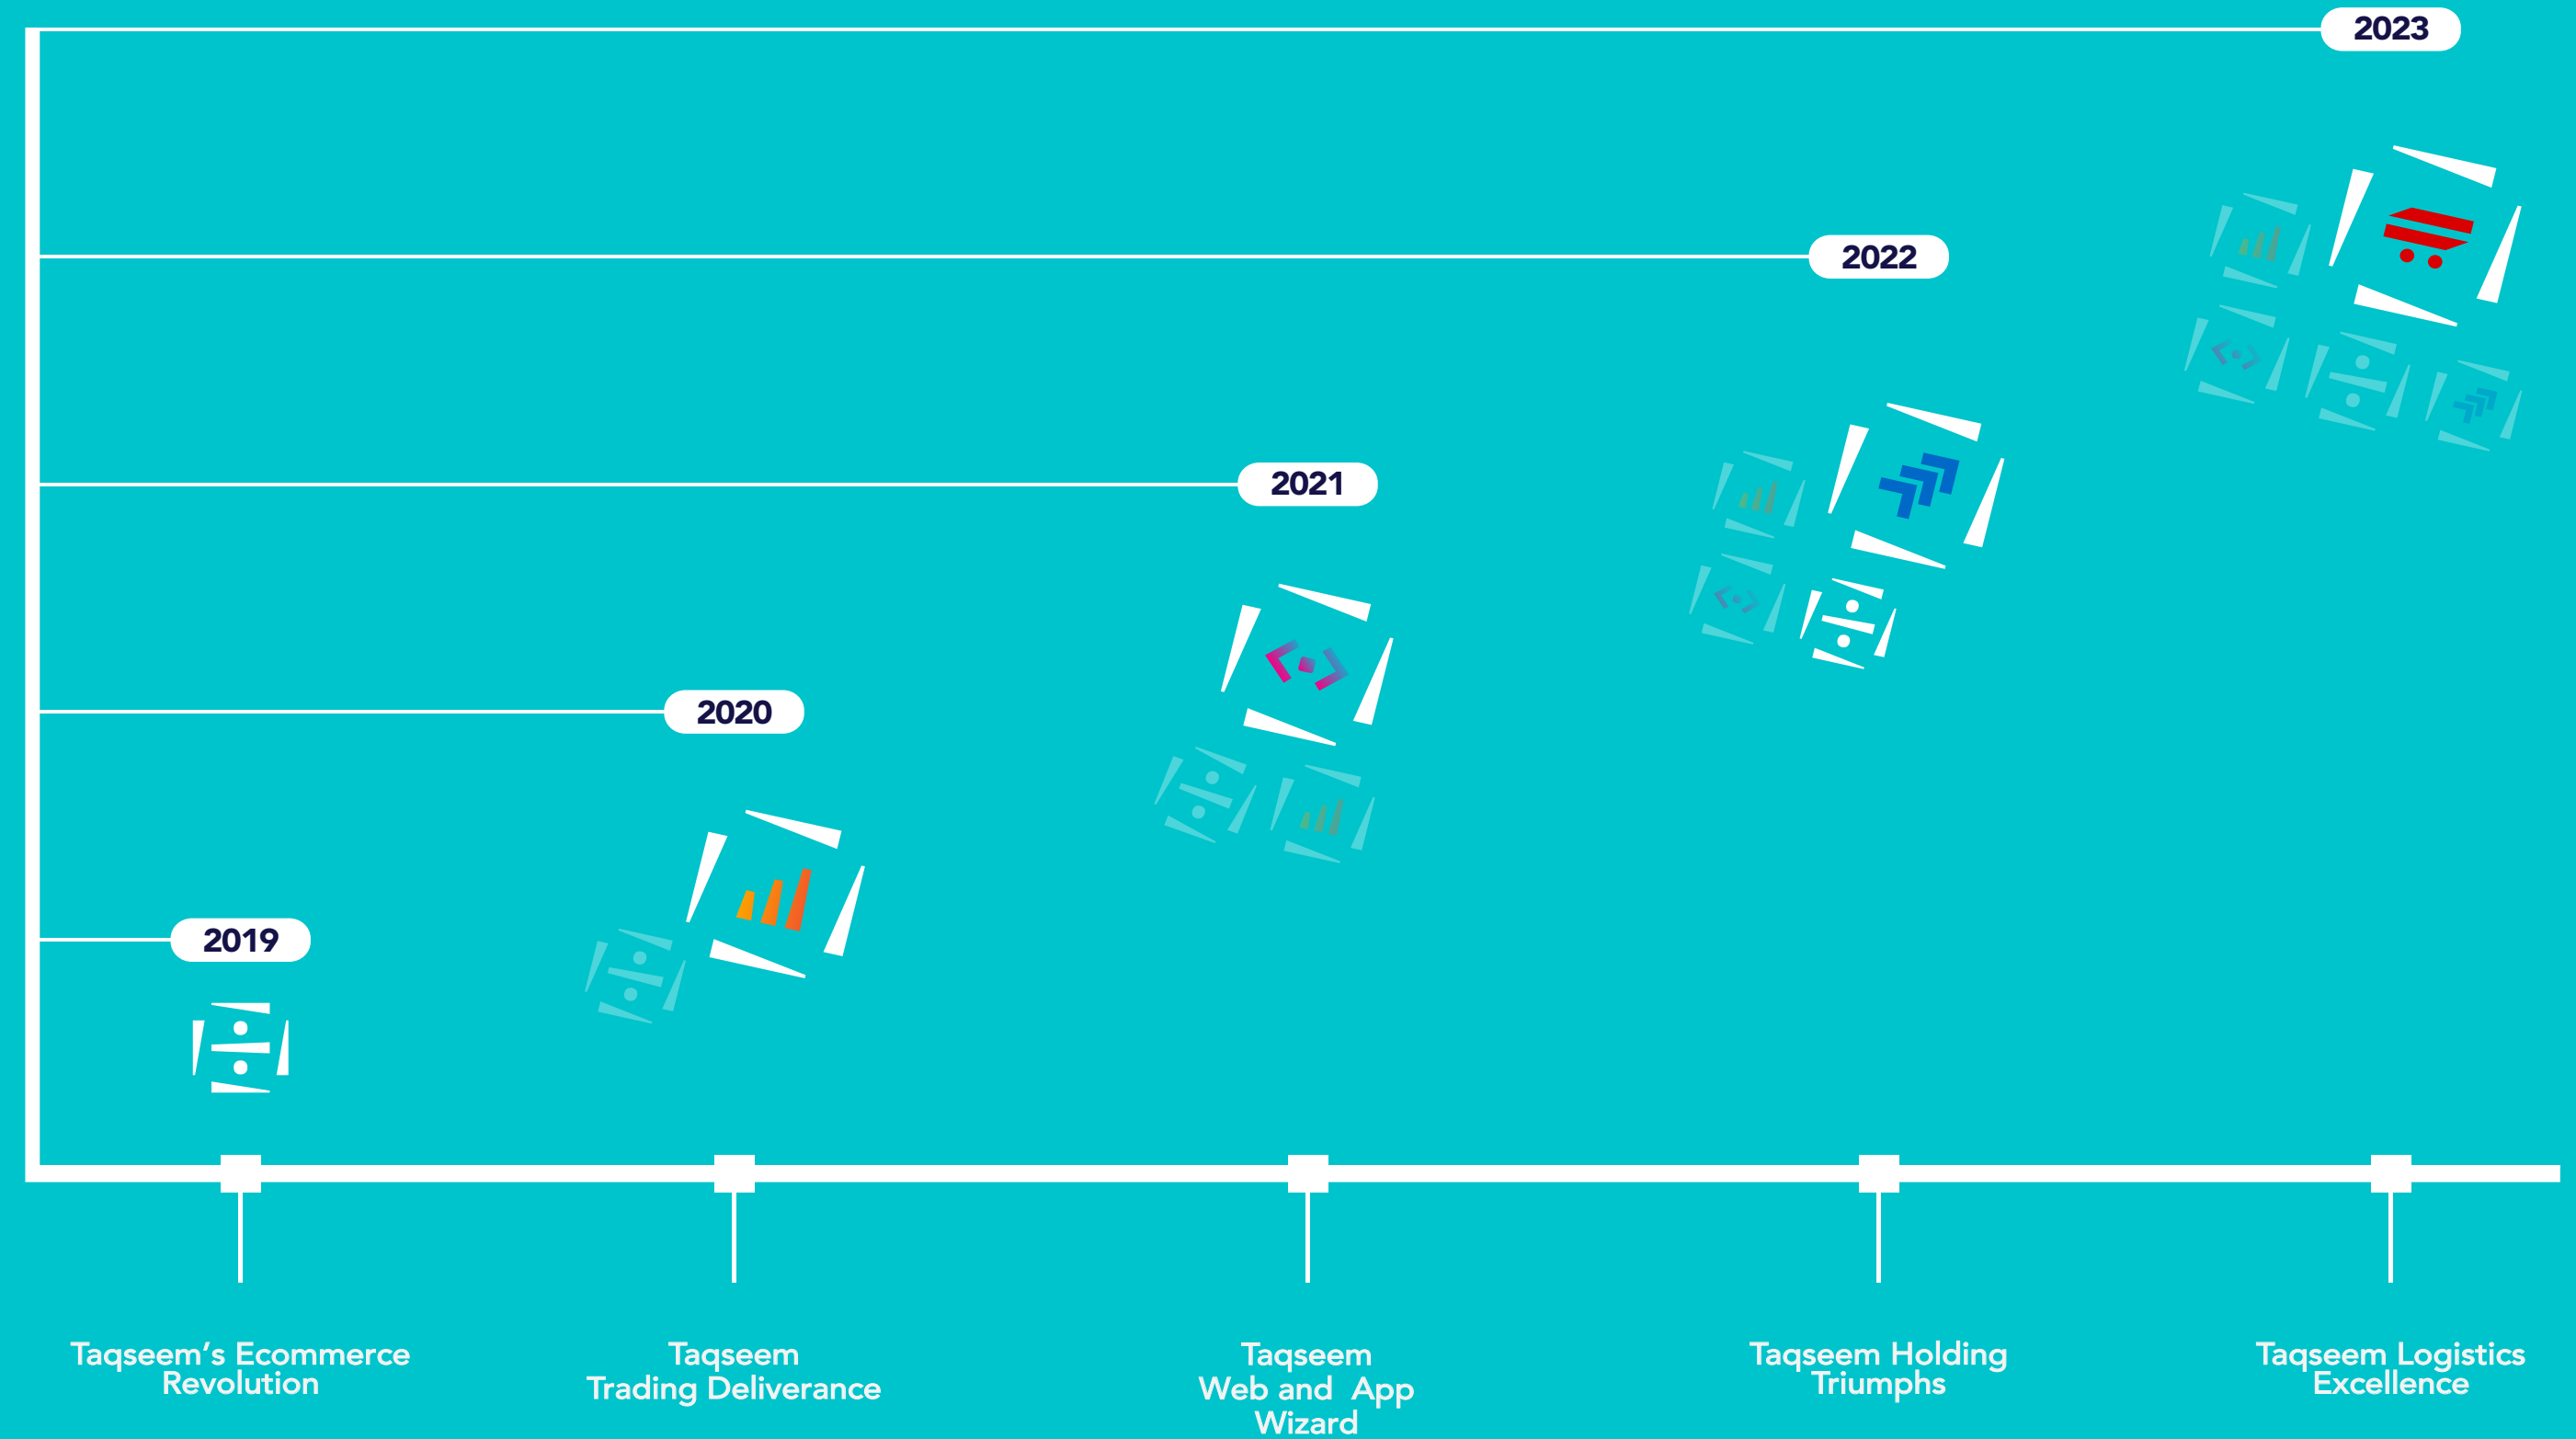 2023
2022
2021
2020
2019
Taqseem's Ecommerce
Revolution
Taqseem
Trading Deliverance
Taqseem
Web and App
Wizard
Taqseem Holding
Triumphs
Taqseem Logistics
Excellence